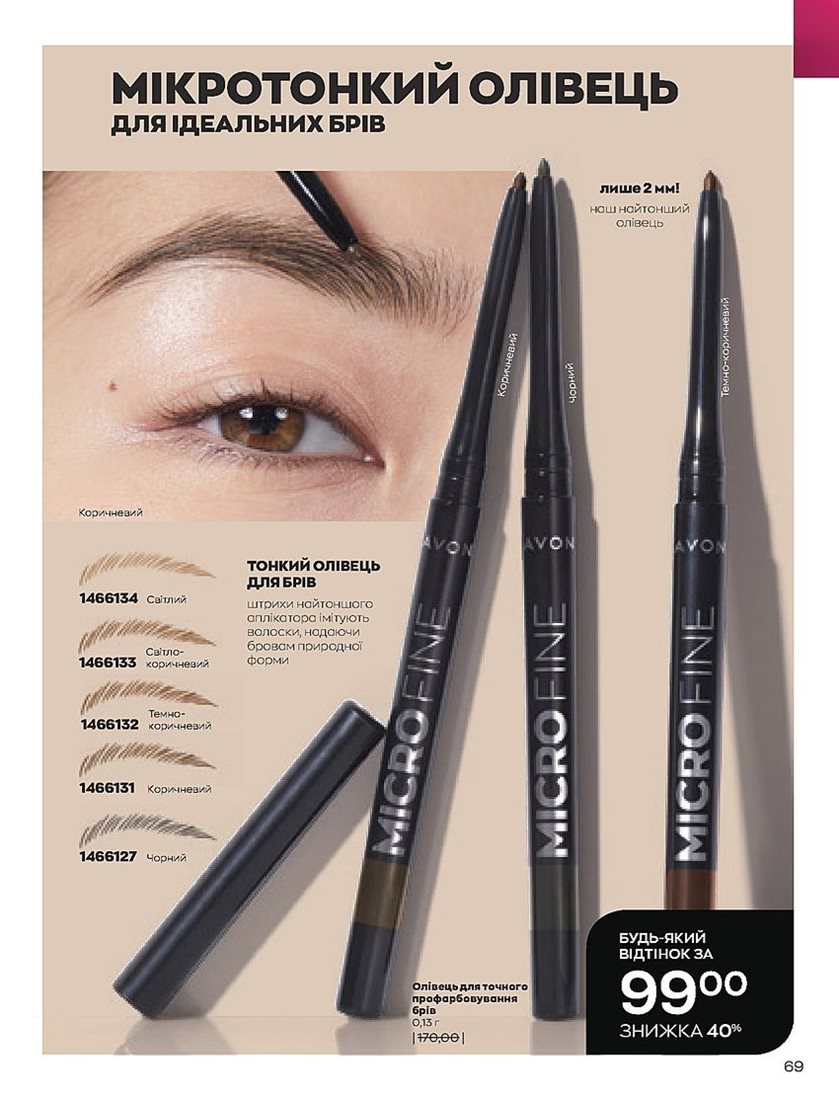 МІКРОТОНКИЙ ОЛІВЕЦЬ
ДЛЯ ІДЕАЛЬНИХ БРІВ
лише 2 мм!
наш найтонший
олівець
Коричневий
Чорний
Темно-коричневий
Коричневий
1466134 Світлий
1466133 Світло-
коричневий
1466132 Темно-
коричневий
1466131 Коричневий
1466127 Чорний
ТОНКИЙ ОЛІВЕЦЬ
ДЛЯ БРІВ
штрихи найтоншого
аплікатора імітують
волоски, надаючи
бровам природної
форми
AVON
MICROFINE
AVON
MICROFINE
AVON
MICROFINE
Олівець для точного
профарбовування
брів
0,13 г
|170,00|
БУДЬ-ЯКИЙ
ВІДТІНОК ЗА
9900
ЗНИЖКА 40%
69